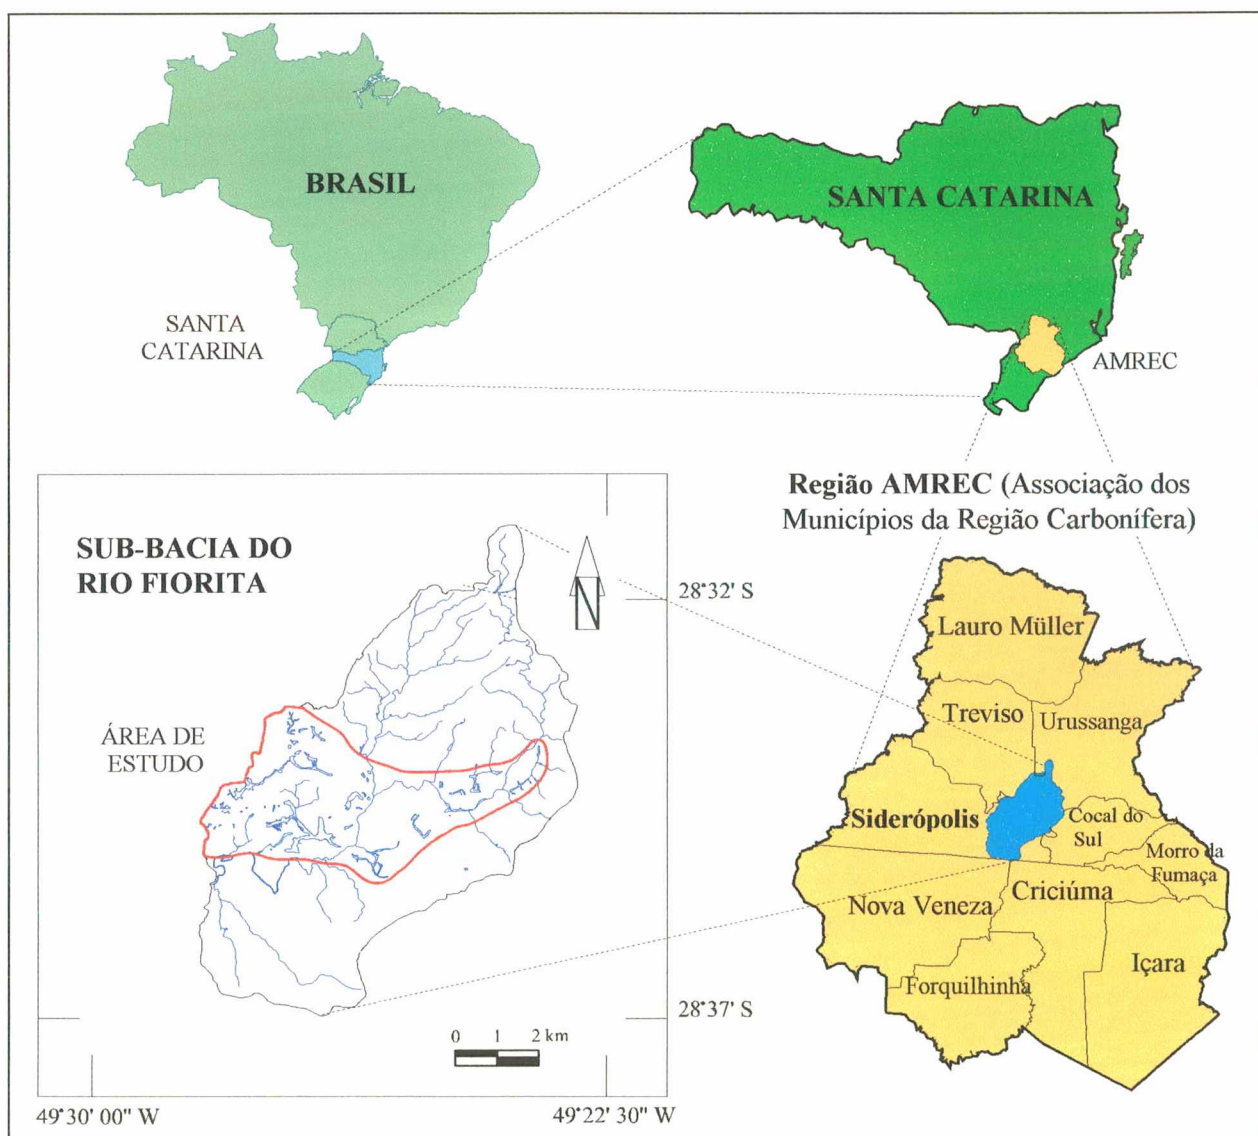 BRASIL
SANTA CATARINA
SANTA
CATARINA
AMREC
Região AMREC (Associação dos
Municípios da Região Carbonífera)
SUB-BACIA DO
RIO FIORITA
N
28°32' S
ÁREA DE
ESTUDO
28°37' S
0 1 2 km
49°30' 00" W
49°22' 30" W
Lauro Müller
Treviso
Urussanga
Siderópolis
Cocal do
Sul
Morro da
Fumaça
Nova Veneza
Criciúma
Içara
Forquilhinha